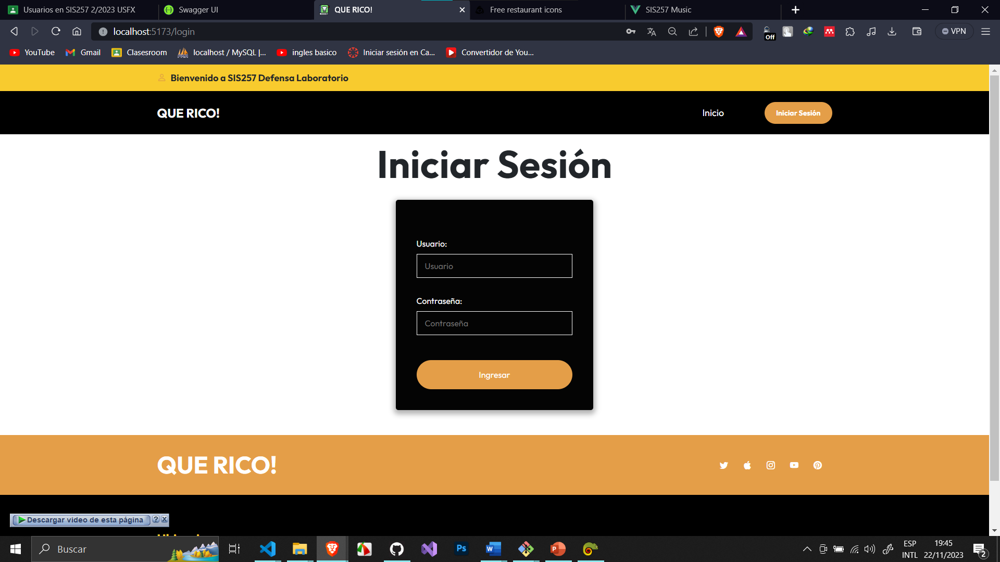 Usuarios en SIS257 2/2023 USFX
Swagger UI
QUE RICO!
Free restaurant icons
SIS257 Music
localhost:5173/login
Off
VPN
YouTube
Gmail
Clasesroom
localhost / MySQL |...
ingles basico
Iniciar sesión en Ca...
Convertidor de You...
Bienvenido a SIS257 Defensa Laboratorio
QUE RICO!
Inicio
Iniciar Sesión
Iniciar Sesión
Usuario:
Usuario
Contraseña:
Contraseña
Ingresar
QUE RICO!
Descargar video de esta página
?
X
Buscar
Ps
W
P
ESP
INTL
19:45
22/11/2023
2